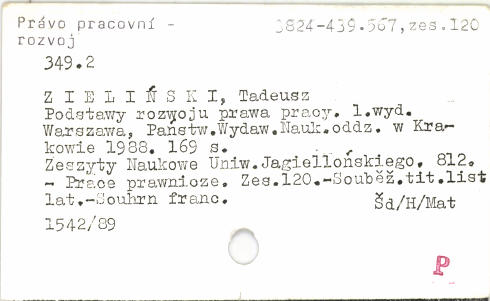 Právo pracovní -
rozvoj
3824-439.567,zes.120
349.2
Z I E L I Ń S K I, Tadeusz
Podstawy rozwoju prawa pracy. 1.wyd.
Warszawa, Państw.Wydaw.Nauk.oddz. w Kra-
kowie 1988. 169 s.
Zeszyty Naukowe Uniw.Jagiellońskiego. 812.
- Prace prawnicze. Zes.120.-Souběž.tit.list
lat.-Souhrn franc.
Šd/H/Mat
1542/89
P